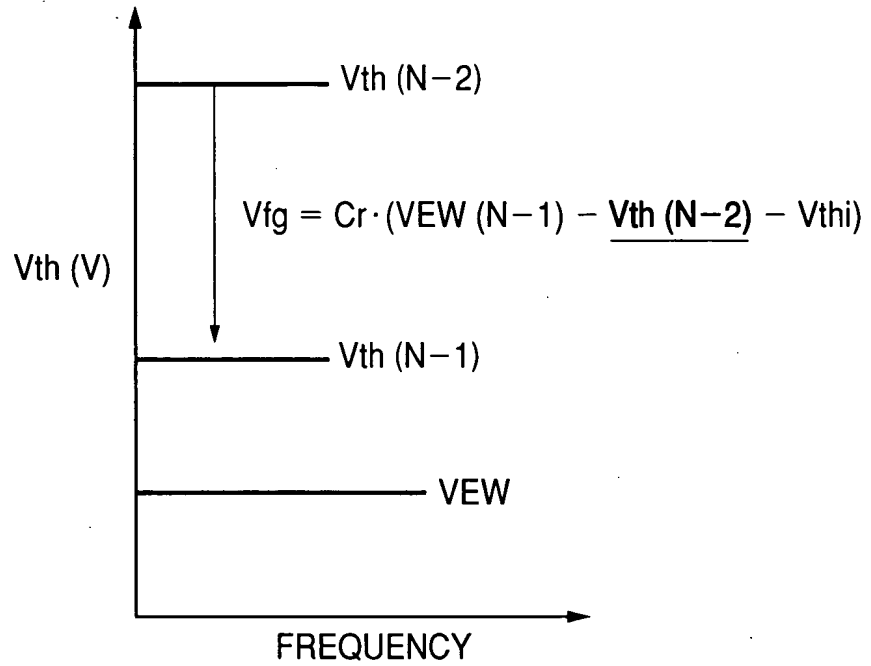 Vth (N−2)
Vfg = Cr·(VEW (N−1) − Vth (N−2) − Vthi)
Vth (V)
Vth (N−1)
VEW
FREQUENCY